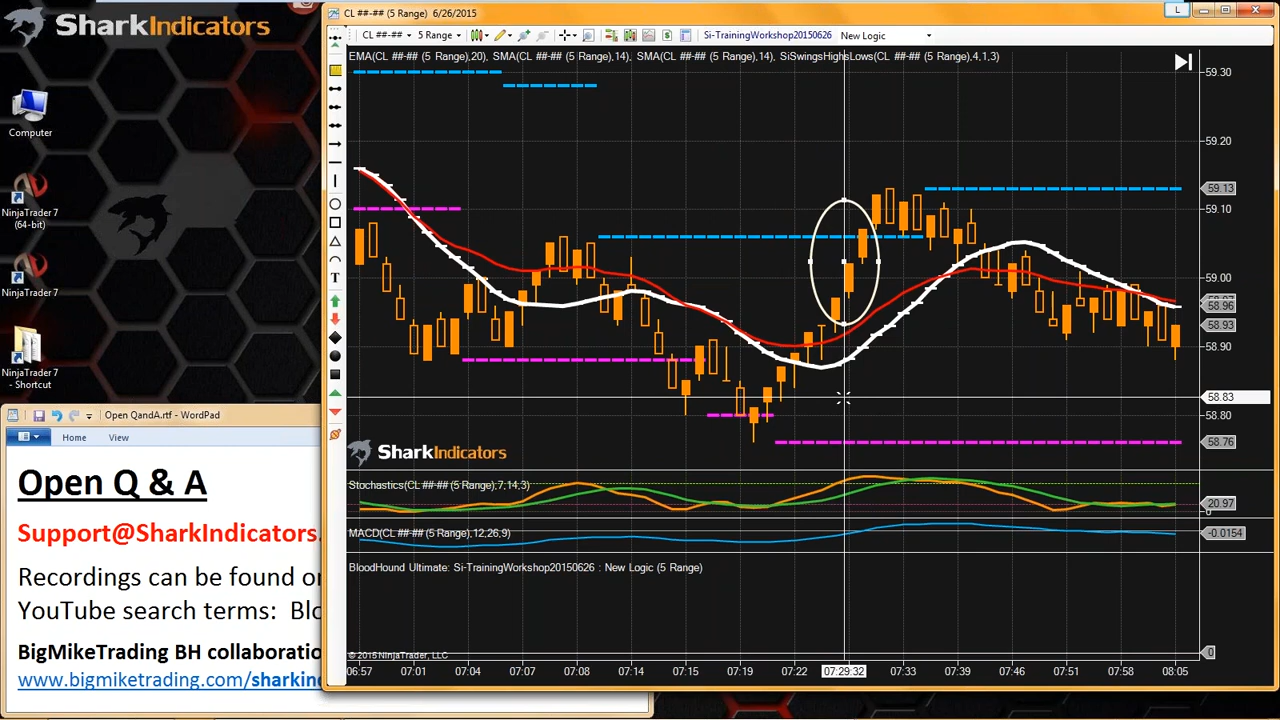 SharkIndicators
Computer
NinjaTrader 7
(64-bit)
NinjaTrader 7
NinjaTrader 7
- Shortcut
Open QandA.rtf - WordPad
Home View
Open Q & A
Support@SharkIndicators.
Recordings can be found o
YouTube search terms: Blo
BigMikeTrading BH collaboratio
www.bigmiketrading.com/sharkin
CL ##-## (5 Range) 6/26/2015
L
CL ##-## 5 Range Si-TrainingWorkshop20150626 New Logic
EMA(CL ##-## (5 Range),20), SMA(CL ##-## (5 Range),14), SMA(CL ##-## (5 Range),14), SiSwingsHighsLows(CL ##-## (5 Range),4,1,3)
59.30
59.20
59.13
59.10
59.00
58.96
58.93
58.90
58.83
58.80
58.76
SharkIndicators
Stochastics(CL ##-## (5 Range),7,14,3)
20.97
0
MACD(CL ##-## (5 Range),12,26,9)
-0.0154
BloodHound Ultimate: Si-TrainingWorkshop20150626 : New Logic (5 Range)
0
© 2015 NinjaTrader, LLC
06:57 07:01 07:04 07:07 07:11 07:15 07:19 07:22 07:29:32 07:33 07:39 07:46 07:51 07:58 08:05